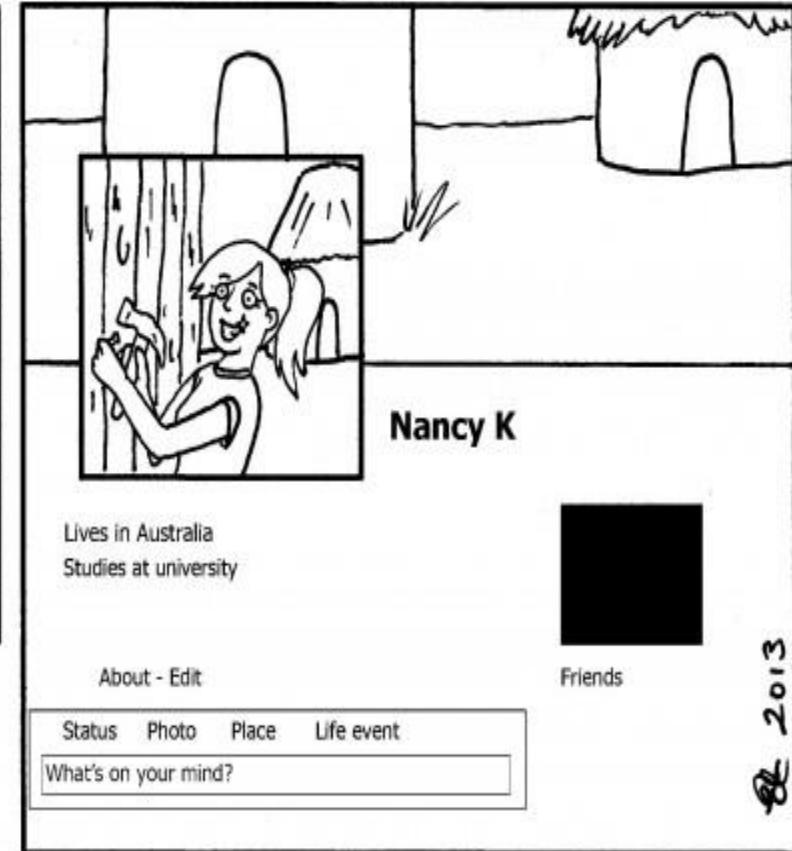 Nancy K
Lives in Australia
Studies at university
About - Edit
Friends
Status Photo Place Life event
What's on your mind?
2013